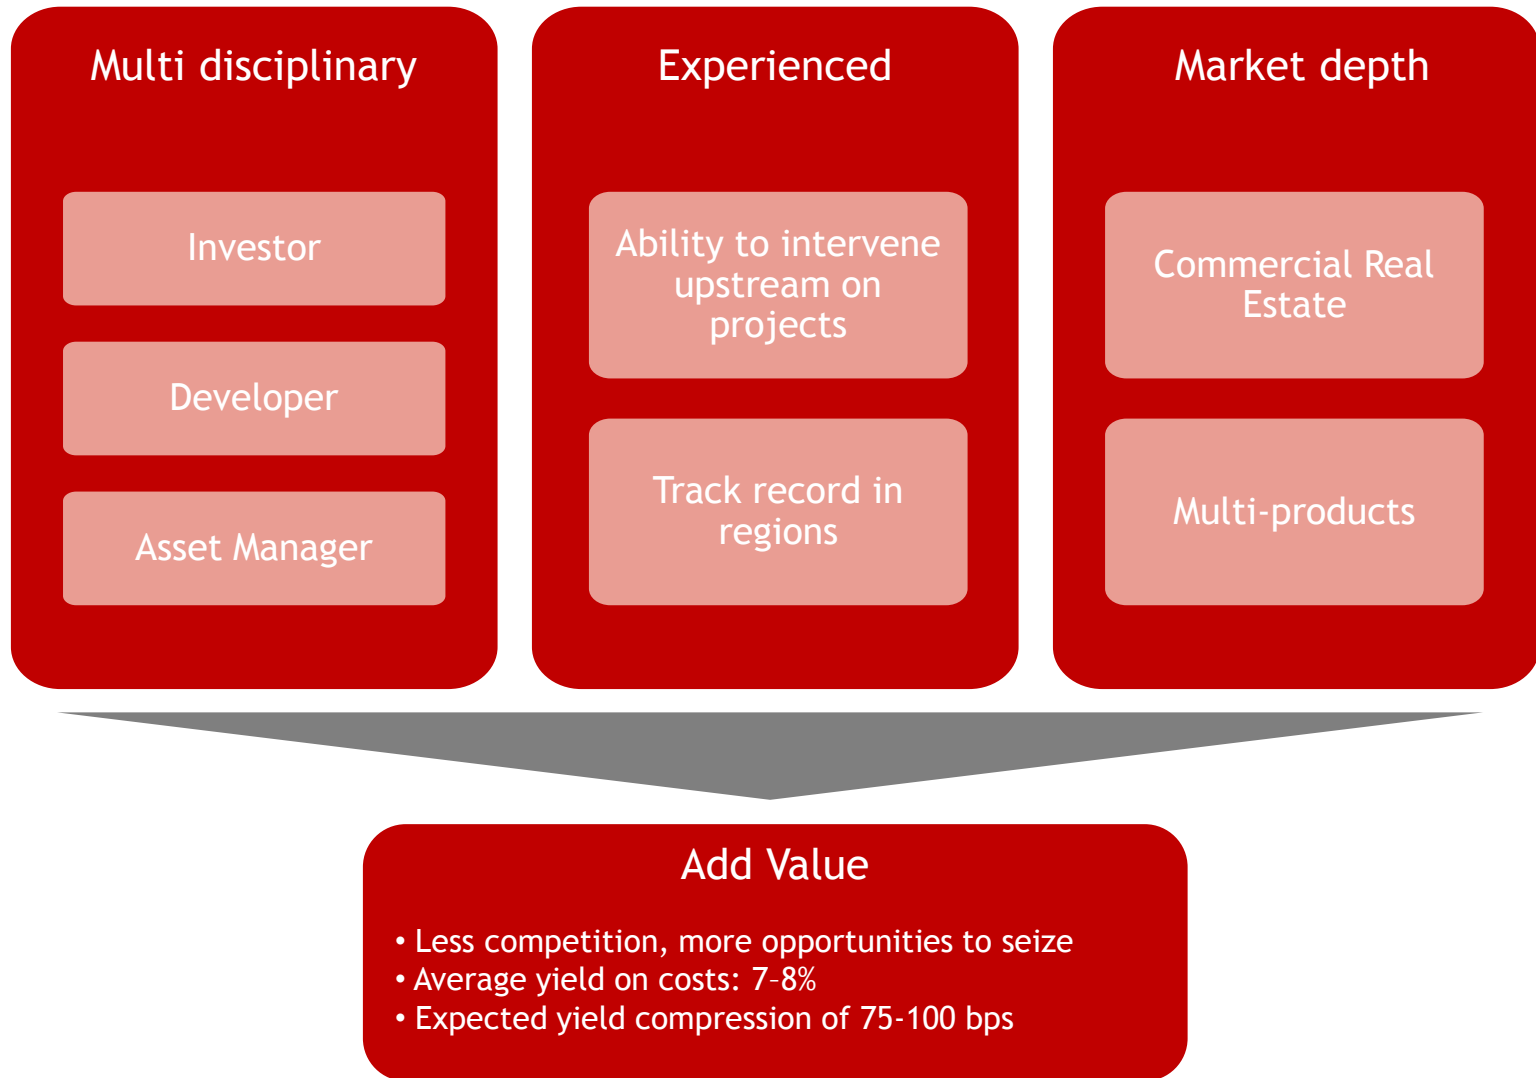 Multi disciplinary
Investor
Developer
Asset Manager
Experienced
Ability to intervene
upstream on
projects
Track record in
regions
Market depth
Commercial Real
Estate
Multi-products
Add Value
• Less competition, more opportunities to seize
• Average yield on costs: 7–8%
• Expected yield compression of 75-100 bps